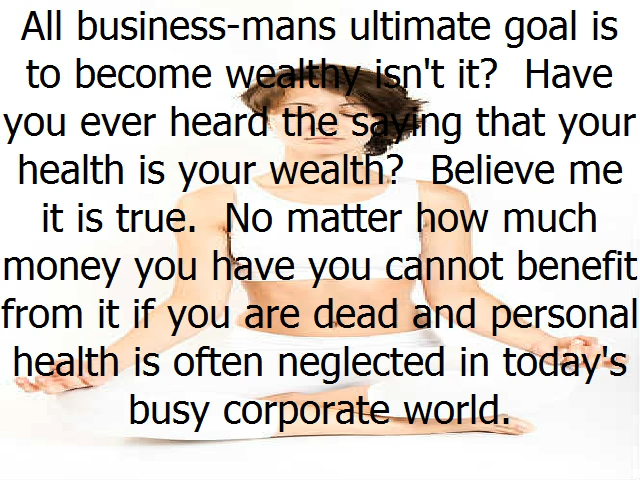 All business-mans ultimate goal is
to become wealthy isn't it?  Have
you ever heard the saying that your
health is your wealth?  Believe me
it is true.  No matter how much
money you have you cannot benefit
from it if you are dead and personal
health is often neglected in today's
busy corporate world.